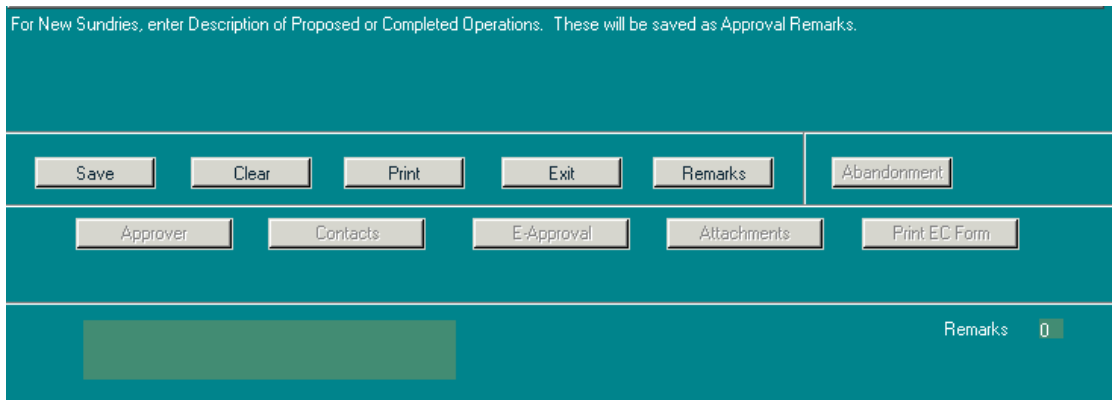 For New Sundries, enter Description of Proposed or Completed Operations.  These will be saved as Approval Remarks.
Save Clear Print Exit Remarks Abandonment
Approver Contacts E-Approval Attachments Print EC Form
Remarks 0